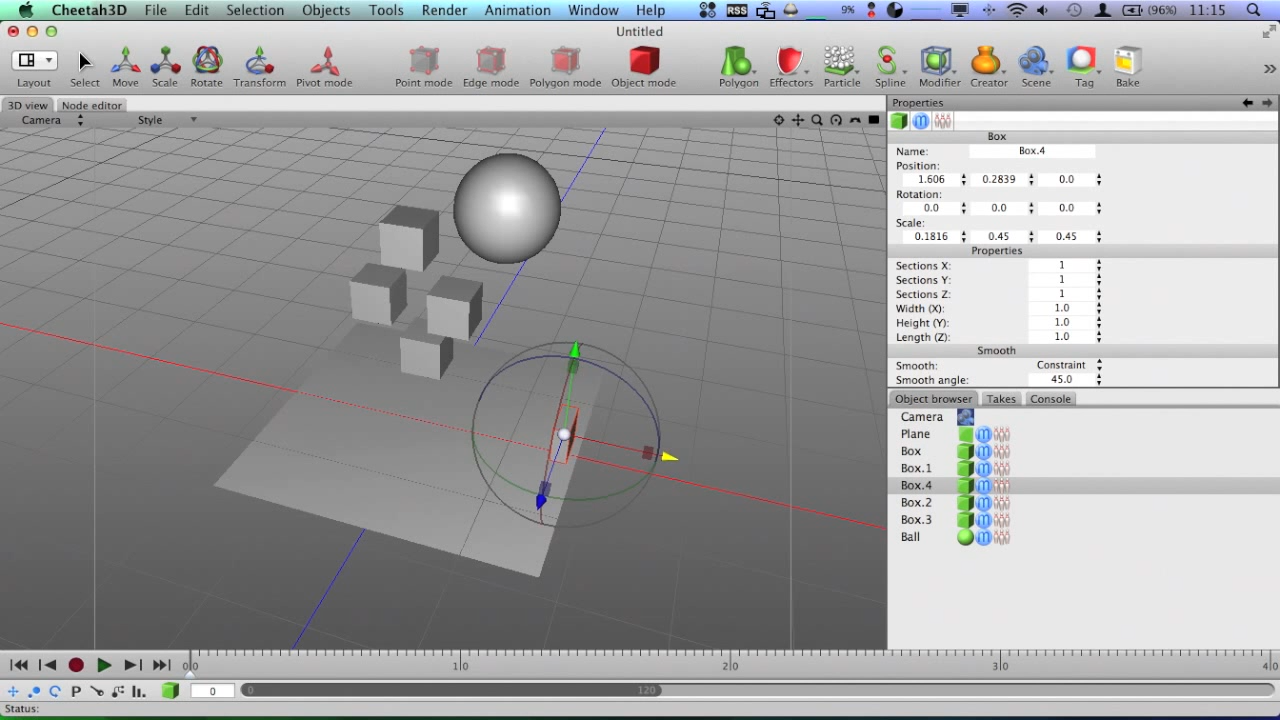 Cheetah3D File Edit Selection Objects Tools Render Animation Window Help RSS 9% (96%) 11:15
Untitled
Layout Select Move Scale Rotate Transform Pivot mode Point mode Edge mode Polygon mode Object mode Polygon Effectors Particle Spline Modifier Creator Scene Tag Bake
3D view Node editor
Camera Style
Properties
Box
Name: Box.4
Position:
1.606 0.2839 0.0
Rotation:
0.0 0.0 0.0
Scale:
0.1816 0.45 0.45
Properties
Sections X: 1
Sections Y: 1
Sections Z: 1
Width (X): 1.0
Height (Y): 1.0
Length (Z): 1.0
Smooth
Smooth: Constraint
Smooth angle: 45.0
Object browser Takes Console
Camera
Plane
Box
Box.1
Box.4
Box.2
Box.3
Ball
0|0 1|0 2|0 3|0 4|0
P 0 0 120
Status: